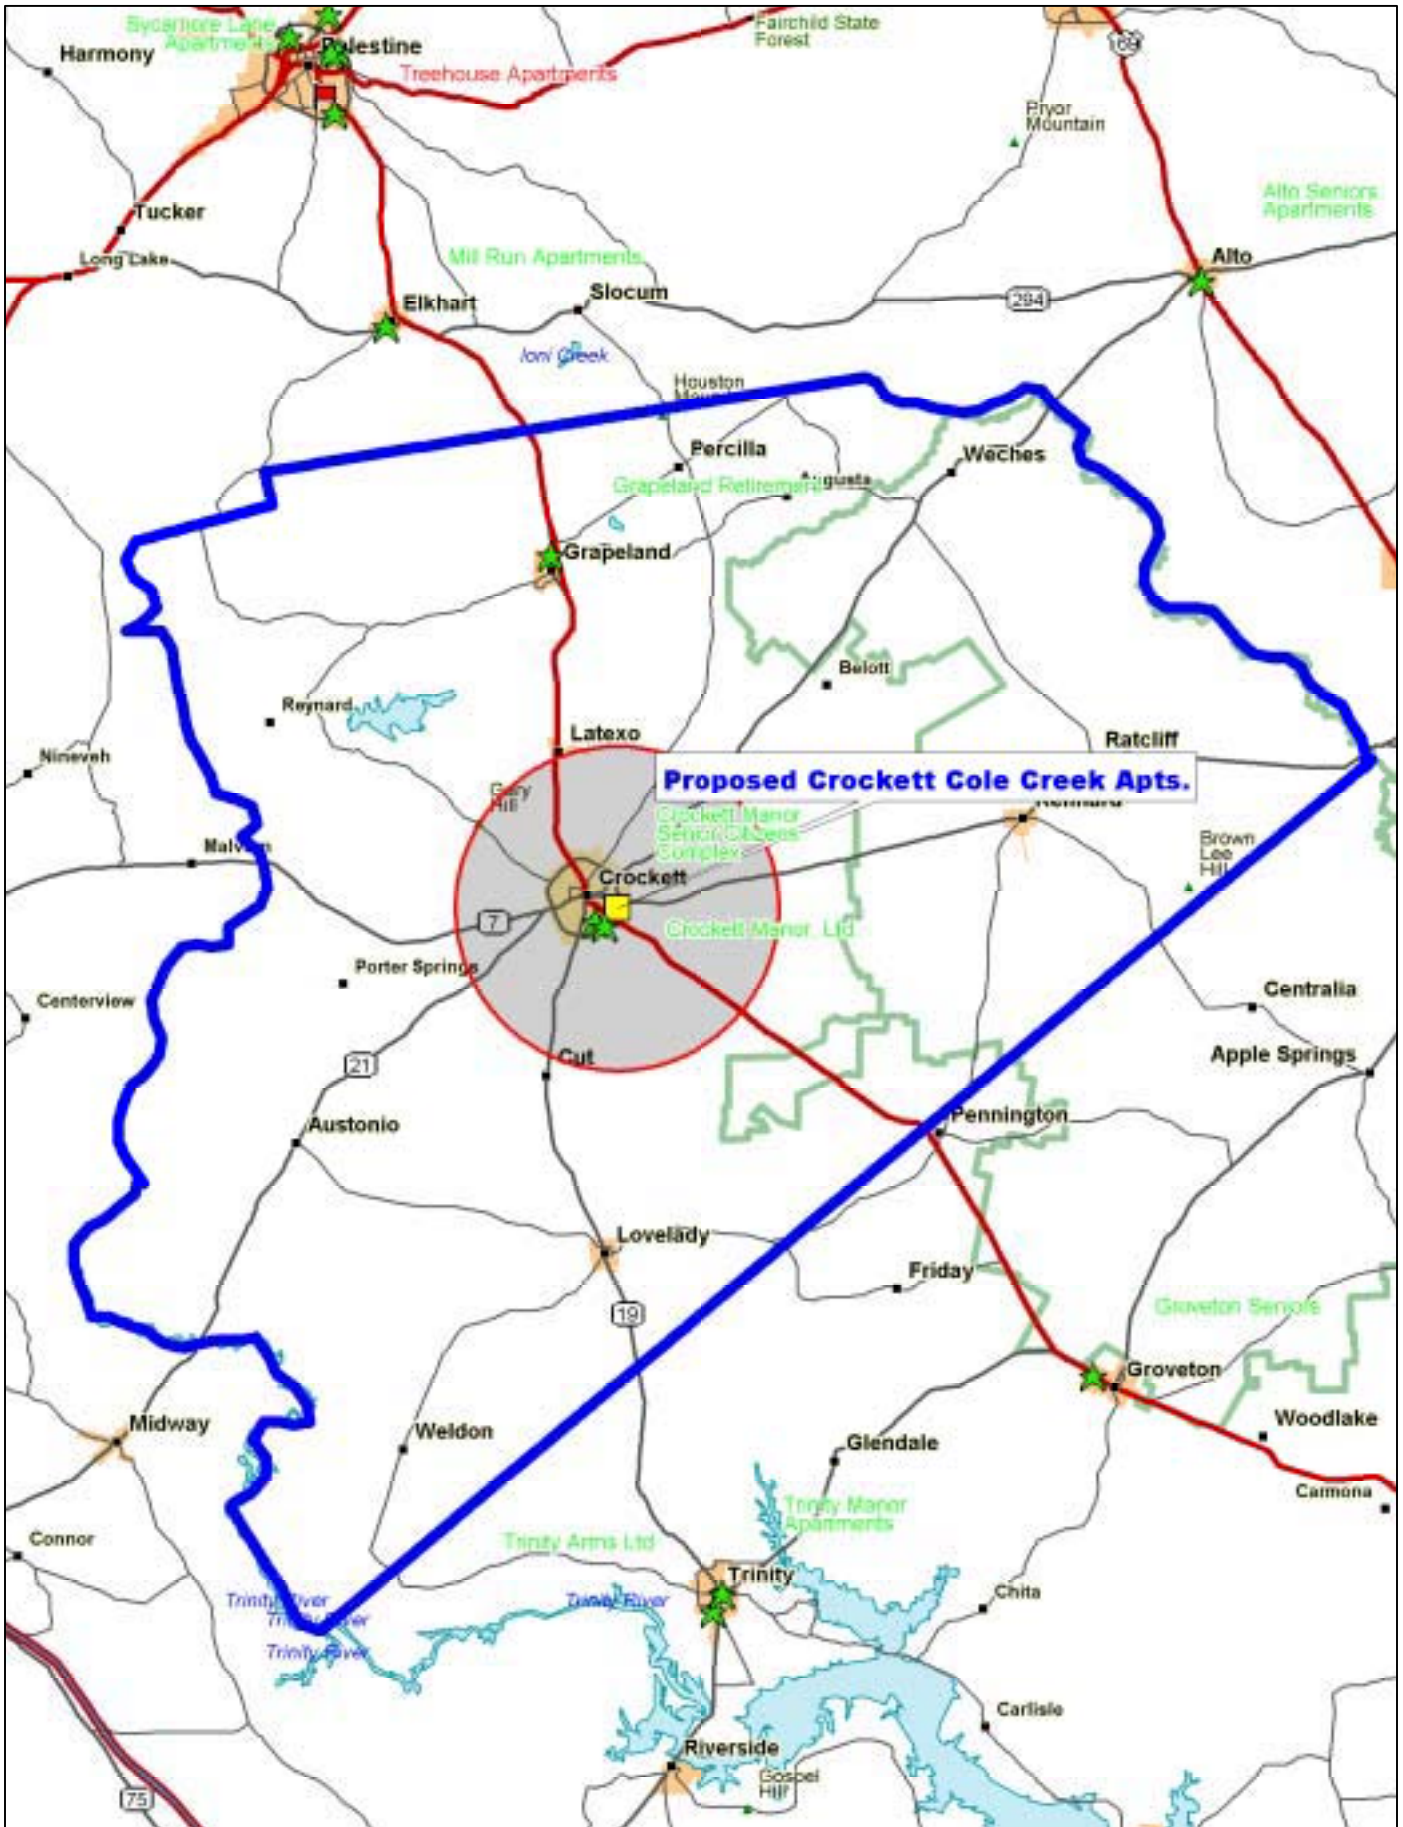 Sycamore Lane
Apartments
Palestine
Harmony
Fairchild State
Forest
69
Treehouse Apartments
Pryor
Mountain
Alto Seniors
Apartments
Tucker
Long Lake
Mill Run Apartments
Alto
Elkhart
Slocum
294
Ioni Creek
Houston
Mound
Percilla
Weches
Grapeland Retirement
Augusta
Grapeland
Belott
Reynard
Latexo
Ratcliff
Nineveh
Proposed Crockett Cole Creek Apts.
Gary
Hill
Kennard
Crockett Manor
Senior Citizens
Complex
Malvern
Brown
Lee
Hill
Crockett
7
Crockett Manor, Ltd
Porter Springs
Centerview
Centralia
21
Cut
Apple Springs
Austonio
Pennington
Lovelady
Friday
19
Groveton Seniors
Groveton
Midway
Weldon
Woodlake
Glendale
Carmona
Trinity Manor
Apartments
Connor
Trinity Arms Ltd
Trinity
Trinity River
Trinity River
Chita
Trinity River
Trinity River
Carlisle
Riverside
Gospel
Hill
75